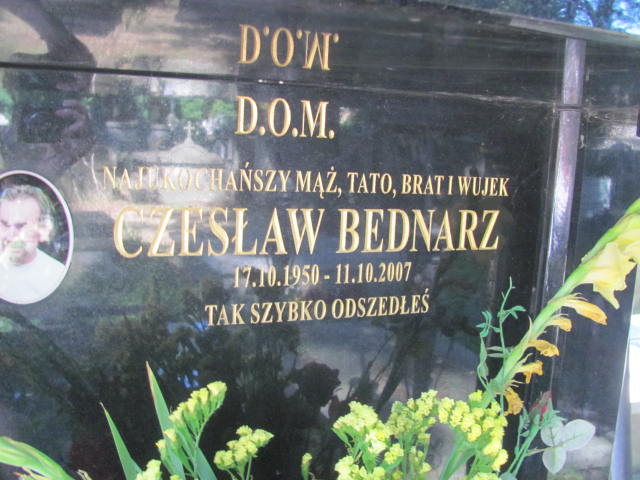 D.O.M.
D.O.M.
NAJUKOCHAŃSZY MĄŻ, TATO, BRAT I WUJEK
CZESŁAW BEDNARZ
17.10.1950 - 11.10.2007
TAK SZYBKO ODSZEDŁEŚ